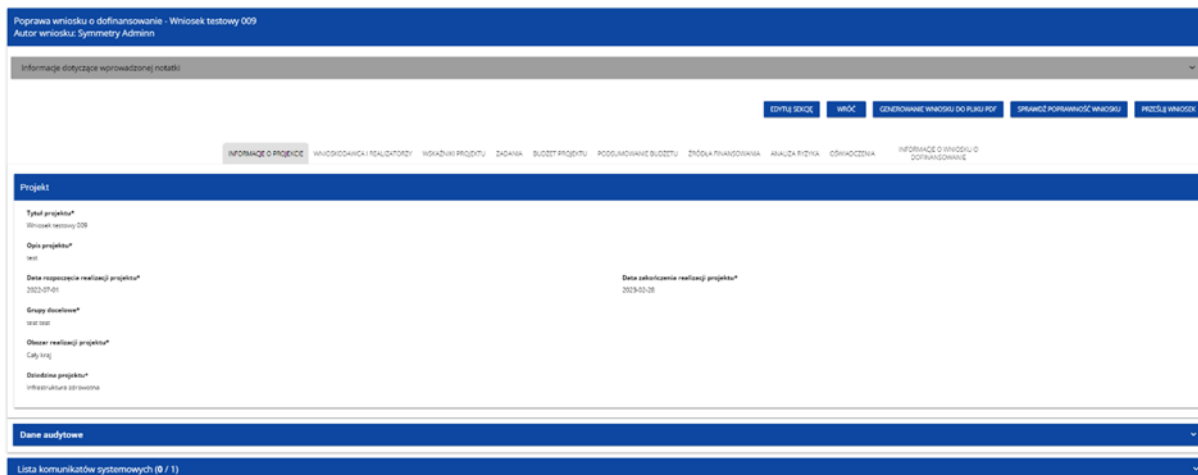 Poprawa wniosku o dofinansowanie - Wniosek testowy 009
Autor wniosku: Symmetry Adminn
Informacje dotyczące wprowadzonej notatki
EDYTUJ SEKCJĘ WRÓĆ GENEROWANIE WNIOSKU DO PLIKU PDF SPRAWDŹ POPRAWNOŚĆ WNIOSKU PRZEŚLIJ WNIOSEK
INFORMACJE O PROJEKCIE WNIOSKODAWCA I REALIZATORZY WSKAŹNIKI PROJEKTU ZADANIA BUDŻET PROJEKTU PODSUMOWANIE BUDŻETU ŹRÓDŁA FINANSOWANIA ANALIZA RYZYKA OŚWIADCZENIA INFORMACJE O WNIOSKU O
DOFINANSOWANIE
Projekt
Tytuł projektu*
Wniosek testowy 009
Opis projektu*
test
Data rozpoczęcia realizacji projektu* Data zakończenia realizacji projektu*
2022-07-01 2023-02-28
Grupy docelowe*
test test
Obszar realizacji projektu*
Cały kraj
Dziedzina projektu*
Infrastruktura zdrowotna
Dane audytowe
Lista komunikatów systemowych (0 / 1)